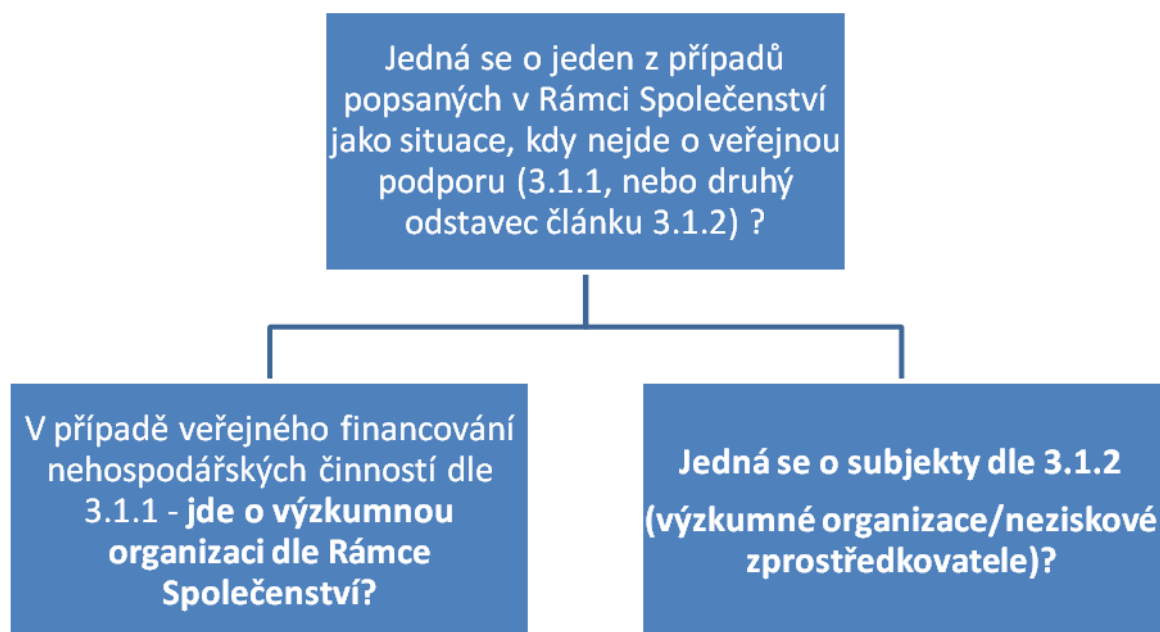 Jedná se o jeden z případů
popsaných v Rámci Společenství
jako situace, kdy nejde o veřejnou
podporu (3.1.1, nebo druhý
odstavec článku 3.1.2) ?
V případě veřejného financování
nehospodářských činností dle
3.1.1 - jde o výzkumnou
organizaci dle Rámce
Společenství?
Jedná se o subjekty dle 3.1.2
(výzkumné organizace/neziskové
zprostředkovatele)?